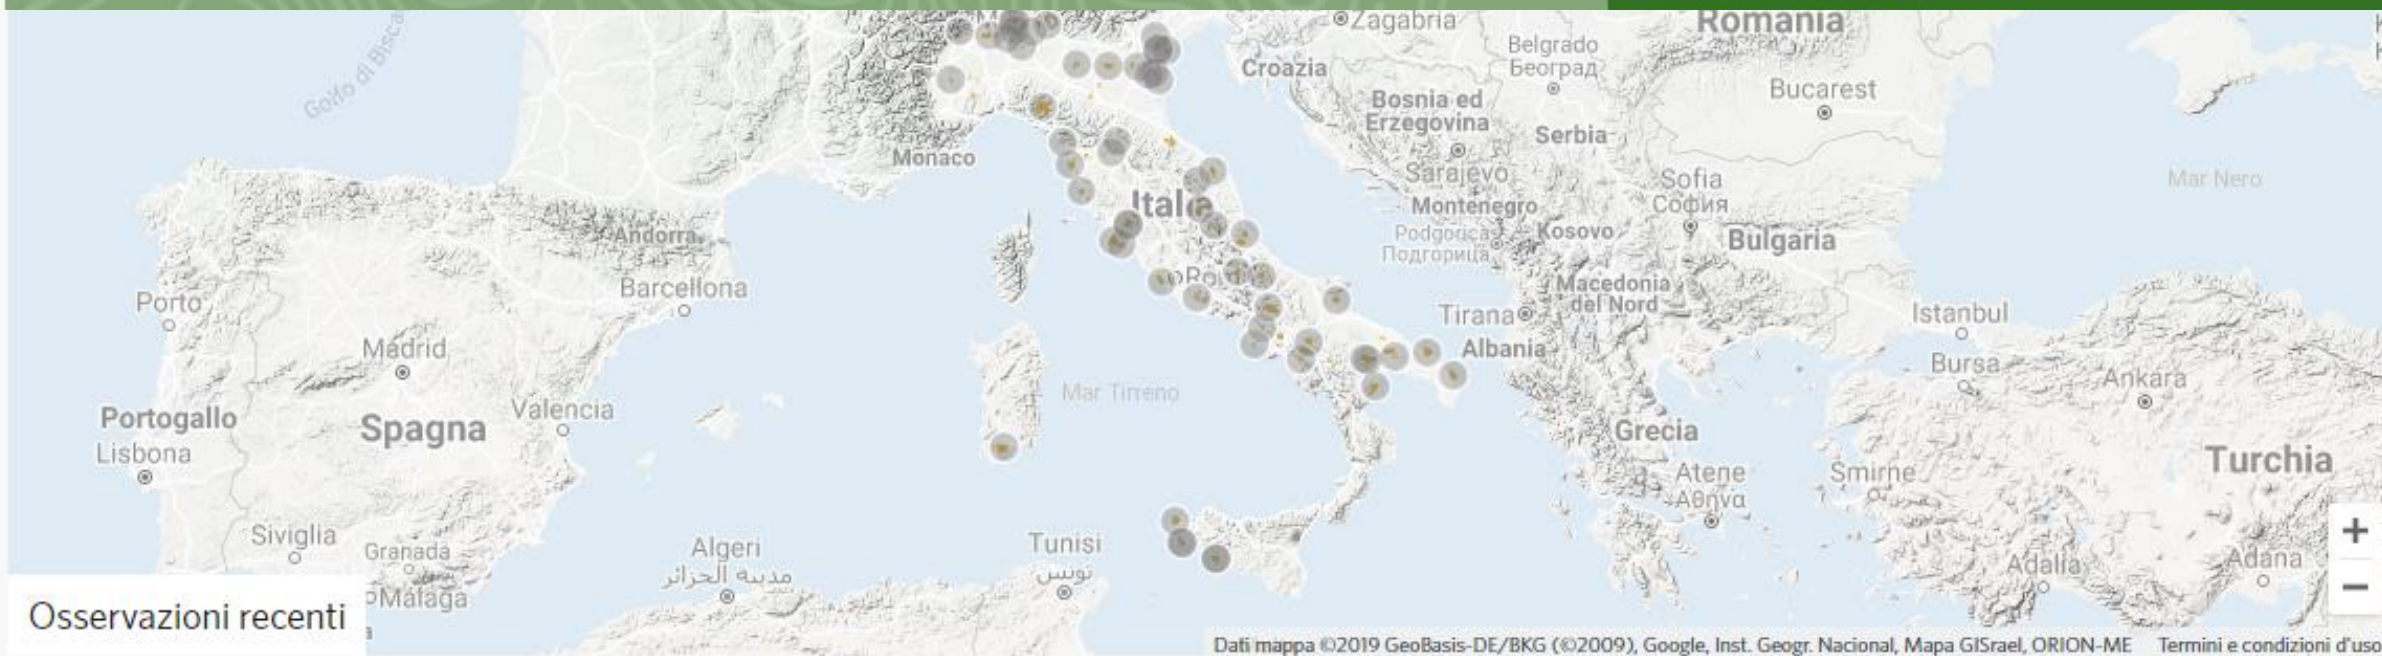 Golfo di Bisca
Zagabria
Romania
Belgrado
Београд
Croazia
Bucarest
Bosnia ed
Erzegovina
Serbia
Monaco
Sarajevo
Sofia
София
Mar Nero
Italia
Montenegro
Andorra
Podgorica
Подгорица
Kosovo
Bulgaria
Roma
Porto
Barcellona
Macedonia
del Nord
Tirana
Istanbul
Madrid
Albania
Bursa
Ankara
Mar Tirreno
Portogallo
Spagna
Valencia
Lisbona
Grecia
Atene
Αθήνα
Smirne
Turchia
Siviglia
Granada
Algeri
مدينة الجزائر
Tunisi
تونس
Adalia
Adana
+
−
Málaga
Osservazioni recenti
Dati mappa ©2019 GeoBasis-DE/BKG (©2009), Google, Inst. Geogr. Nacional, Mapa GISrael, ORION-ME Termini e condizioni d'uso